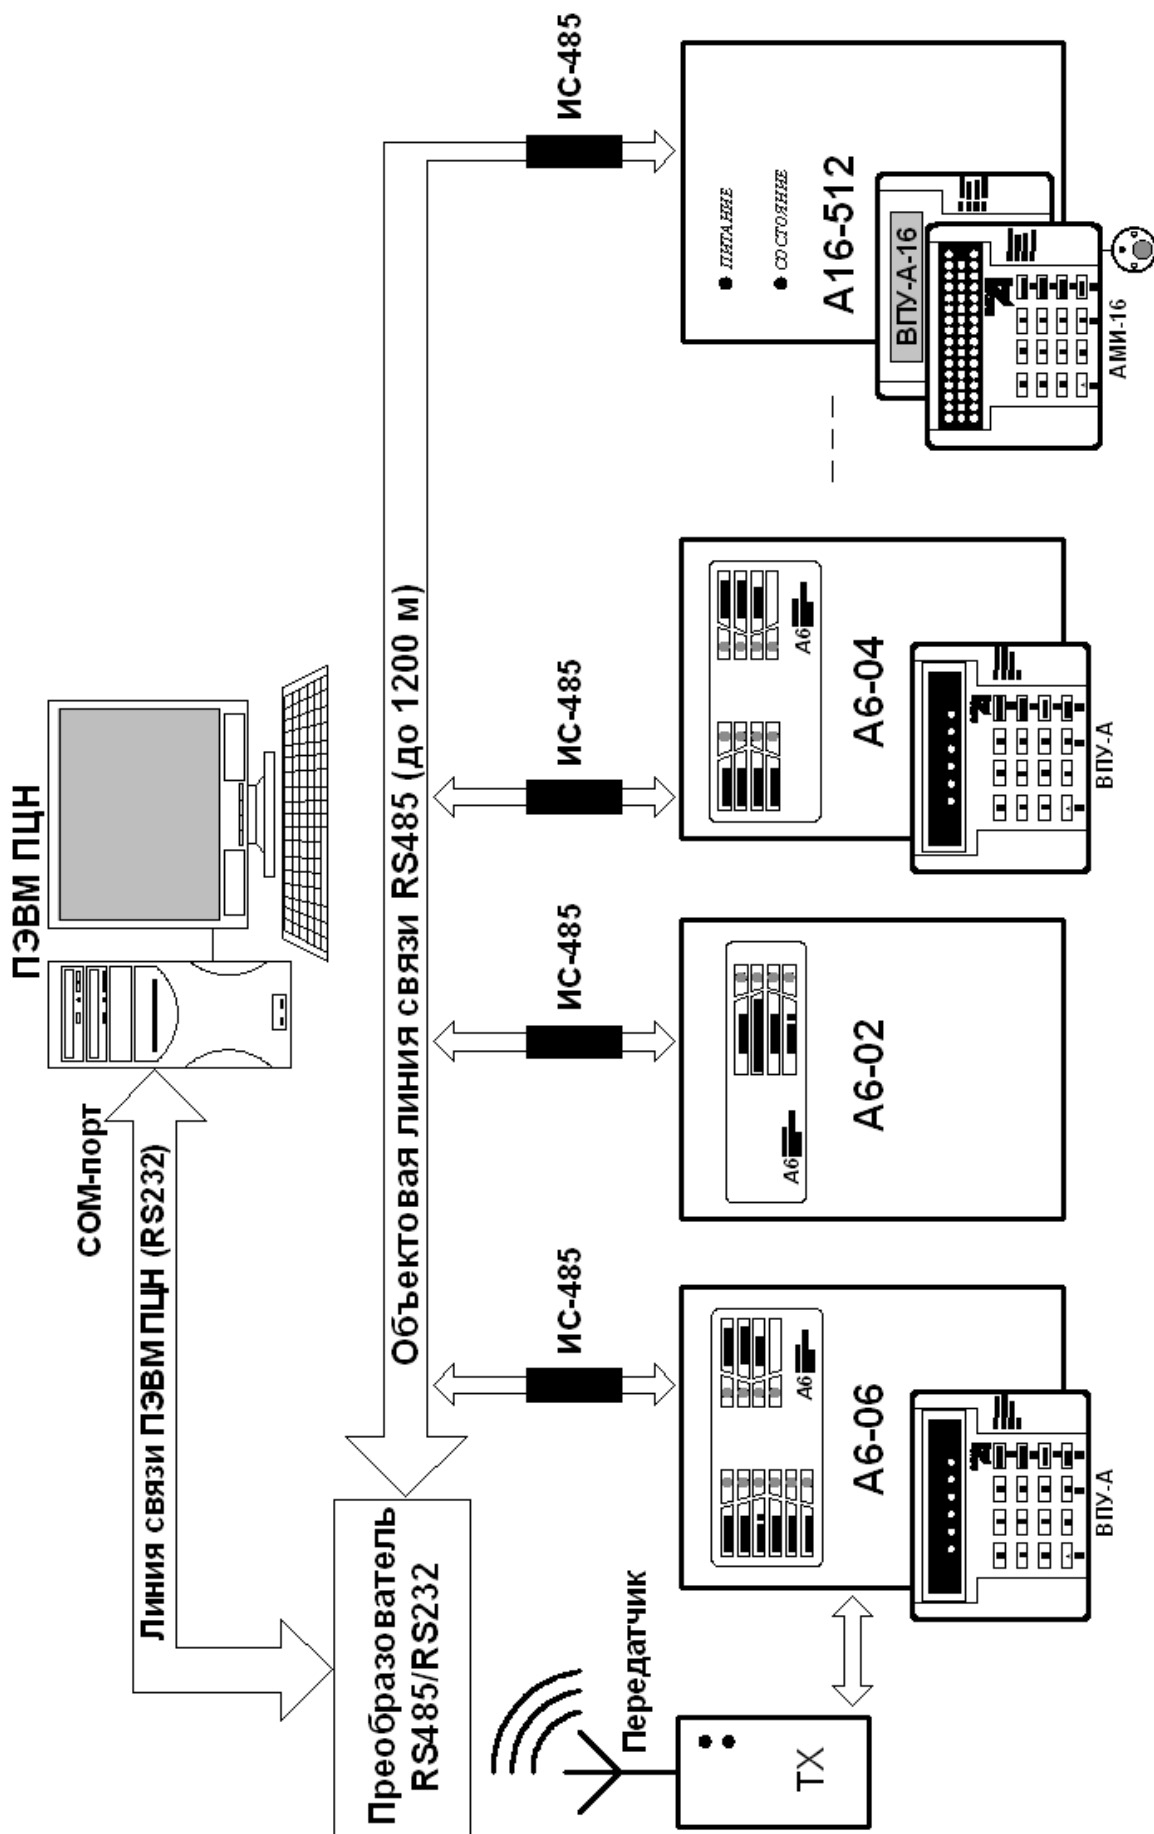 ПЭВМ ПЦН
COM-порт
Линия связи ПЭВМ ПЦН (RS232)
Преобразователь
RS485/RS232
Объектовая линия связи RS485 (до 1200 м)
ИС-485
ИС-485
ИС-485
ИС-485
Передатчик
TX
А6
А6-06
ВПУ-А
А6
А6-02
А6
А6-04
ВПУ-А
ПИТАНИЕ
СОСТОЯНИЕ
А16-512
ВПУ-А-16
АМИ-16